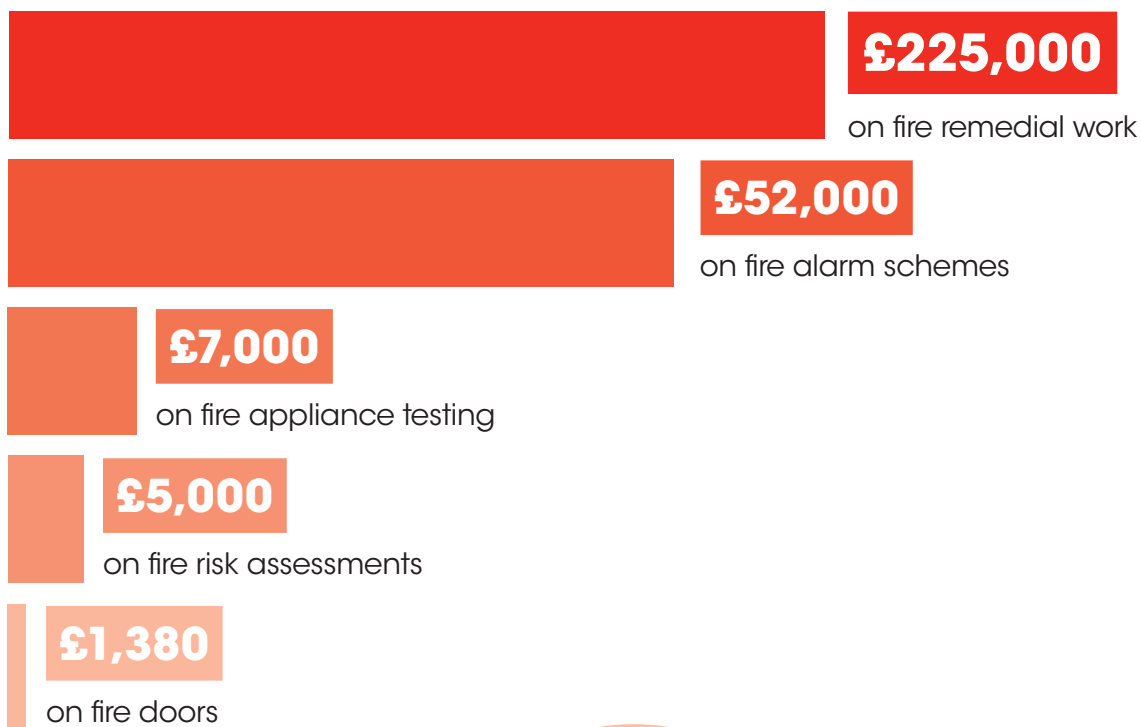 £225,000
on fire remedial work
£52,000
on fire alarm schemes
£7,000
on fire appliance testing
£5,000
on fire risk assessments
£1,380
on fire doors